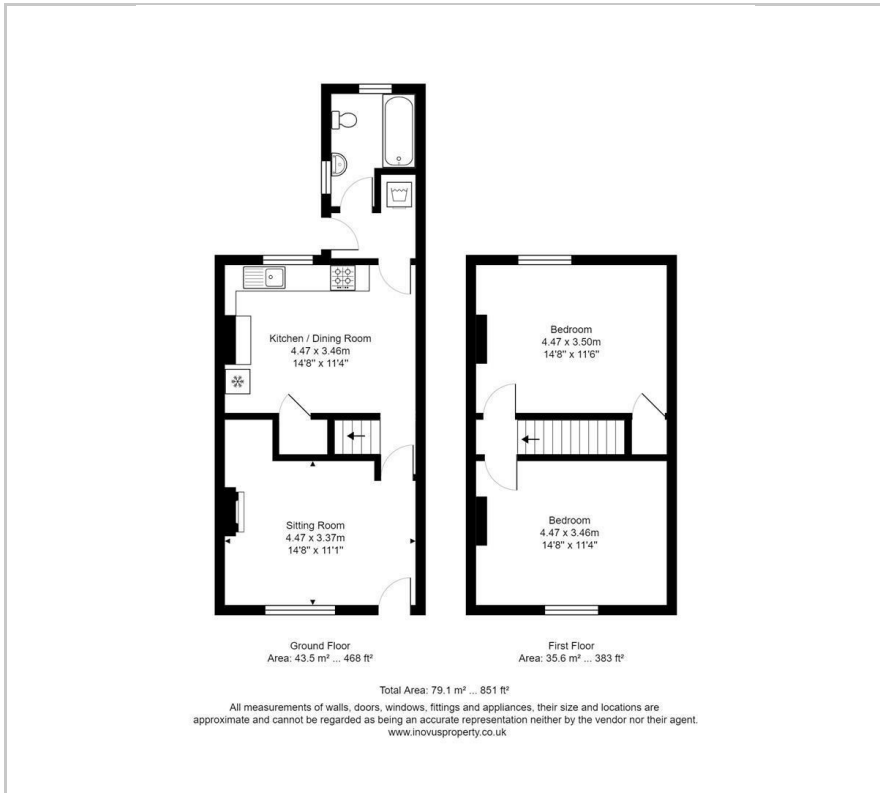 Kitchen / Dining Room
4.47 x 3.46m
14'8" x 11'4"
Sitting Room
4.47 x 3.37m
14'8" x 11'1"
Bedroom
4.47 x 3.50m
14'8" x 11'6"
Bedroom
4.47 x 3.46m
14'8" x 11'4"
Ground Floor
Area: 43.5 m² ... 468 ft²
First Floor
Area: 35.6 m² ... 383 ft²
Total Area: 79.1 m² ... 851 ft²
All measurements of walls, doors, windows, fittings and appliances, their size and locations are
approximate and cannot be regarded as being an accurate representation neither by the vendor nor their agent.
www.inovusproperty.co.uk